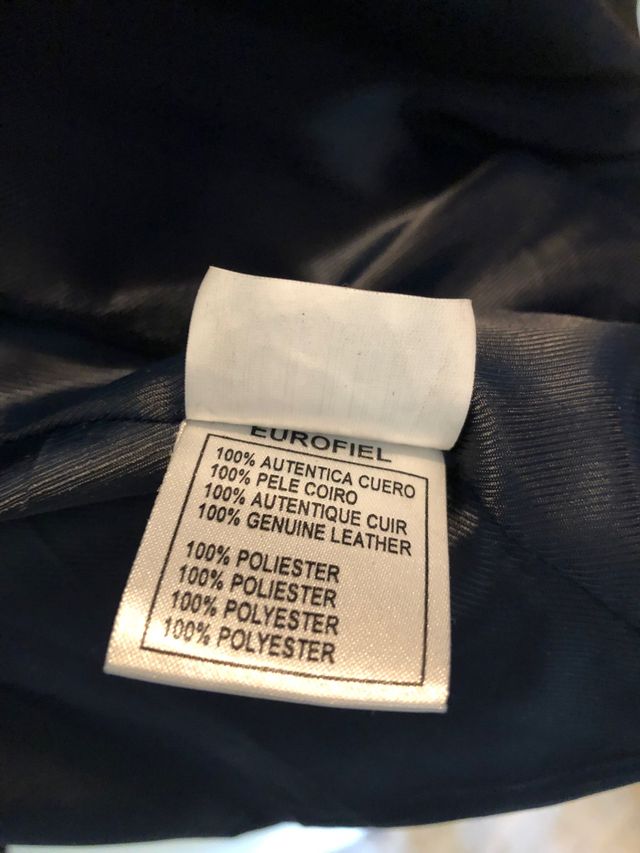 EUROFIEL
100% AUTENTICA CUERO
100% PELE COIRO
100% AUTENTIQUE CUIR
100% GENUINE LEATHER
100% POLIESTER
100% POLIESTER
100% POLYESTER
100% POLYESTER